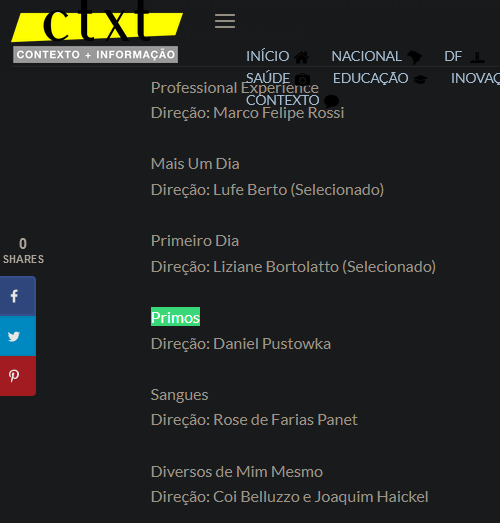 ctxt
CONTEXTO + INFORMAÇÃO
INÍCIO NACIONAL DF
SAÚDE EDUCAÇÃO INOVAÇ
CONTEXTO
Professional Experience
Direção: Marco Felipe Rossi
Mais Um Dia
Direção: Lufe Berto (Selecionado)
Primeiro Dia
Direção: Liziane Bortolatto (Selecionado)
0
SHARES
Primos
Direção: Daniel Pustowka
Sangues
Direção: Rose de Farias Panet
Diversos de Mim Mesmo
Direção: Coi Belluzzo e Joaquim Haickel